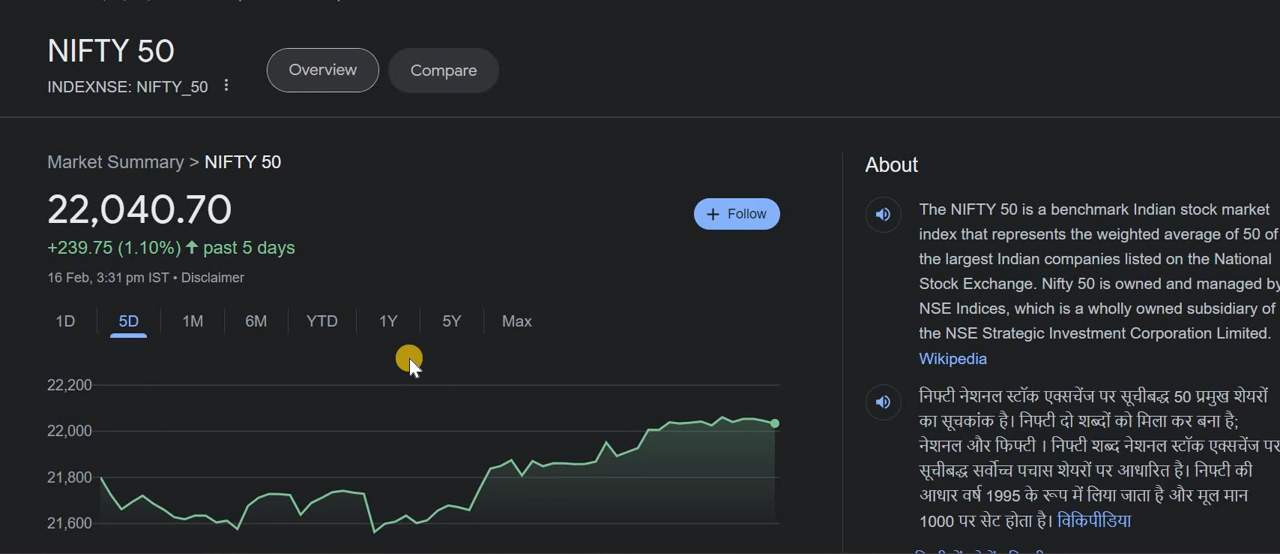 NIFTY 50
INDEXNSE: NIFTY_50
Overview
Compare
Market Summary > NIFTY 50
22,040.70
+239.75 (1.10%) ↑ past 5 days
16 Feb, 3:31 pm IST • Disclaimer
+ Follow
1D 5D 1M 6M YTD 1Y 5Y Max
22,200
22,000
21,800
21,600
About
The NIFTY 50 is a benchmark Indian stock market
index that represents the weighted average of 50 of
the largest Indian companies listed on the National
Stock Exchange. Nifty 50 is owned and managed by
NSE Indices, which is a wholly owned subsidiary of
the NSE Strategic Investment Corporation Limited.
Wikipedia
निफ्टी नेशनल स्टॉक एक्सचेंज पर सूचीबद्ध 50 प्रमुख शेयरों
का सूचकांक है। निफ्टी दो शब्दों को मिला कर बना है;
नेशनल और फिफ्टी । निफ्टी शब्द नेशनल स्टॉक एक्सचेंज पर
सूचीबद्ध सर्वोच्च पचास शेयरों पर आधारित है। निफ्टी की
आधार वर्ष 1995 के रूप में लिया जाता है और मूल मान
1000 पर सेट होता है। विकिपीडिया